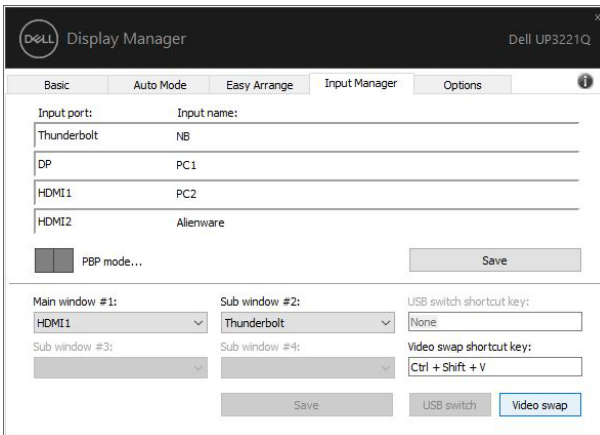 x
DELL Display Manager Dell UP3221Q
Basic Auto Mode Easy Arrange Input Manager Options i
Input port: Input name:
Thunderbolt NB
DP PC1
HDMI1 PC2
HDMI2 Alienware
PBP mode... Save
Main window #1: Sub window #2: USB switch shortcut key:
HDMI1 Thunderbolt None
Sub window #3: Sub window #4: Video swap shortcut key:
Ctrl + Shift + V
Save USB switch Video swap